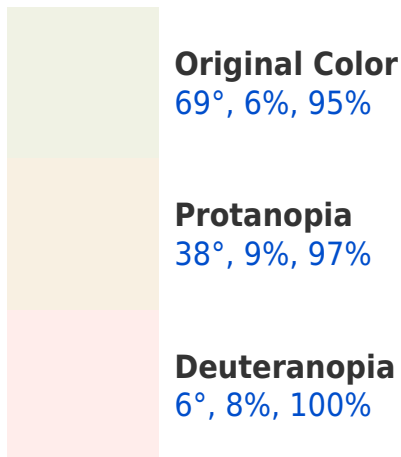 Original Color
69°, 6%, 95%
Protanopia
38°, 9%, 97%
Deuteranopia
6°, 8%, 100%